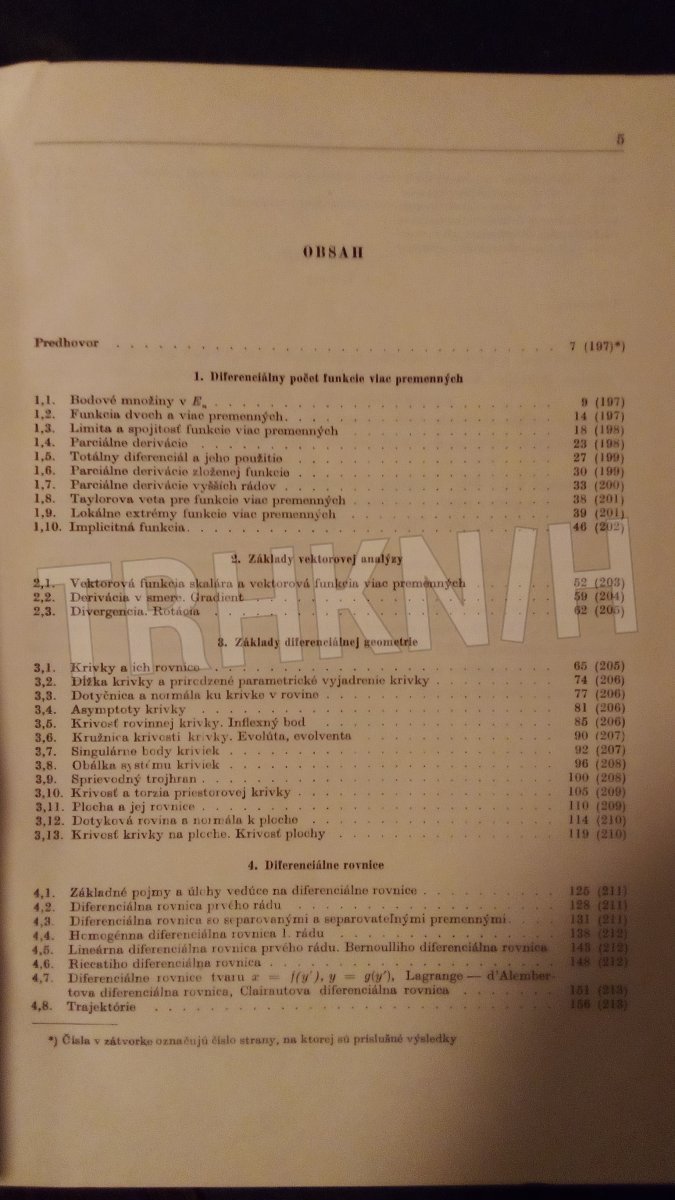 5
OBSAH
Predhovor . . . . . . . . . . . . . . . . . . . . . . . . . . . . . . . 7 (197)*)
1. Diferenciálny počet funkcie viac premenných
1,1. Bodové množiny v Eₙ . . . . . . . . . . . . . . . . . . . . . . . . 9 (197)
1,2. Funkcia dvoch a viac premenných. . . . . . . . . . . . . . . . . . . . 14 (197)
1,3. Limita a spojitosť funkcie viac premenných . . . . . . . . . . . . . . . . 18 (198)
1,4. Parciálne derivácie . . . . . . . . . . . . . . . . . . . . . . . . . 23 (198)
1,5. Totálny diferenciál a jeho použitie . . . . . . . . . . . . . . . . . . . 27 (199)
1,6. Parciálne derivácie zloženej funkcie . . . . . . . . . . . . . . . . . . . 30 (199)
1,7. Parciálne derivácie vyšších rádov . . . . . . . . . . . . . . . . . . . . 33 (200)
1,8. Taylorova veta pre funkcie viac premenných . . . . . . . . . . . . . . . . 38 (201)
1,9. Lokálne extrémy funkcie viac premenných . . . . . . . . . . . . . . . . . 39 (201)
1,10. Implicitná funkcia. . . . . . . . . . . . . . . . . . . . . . . . . . 46 (202)
2. Základy vektorovej analýzy
2,1. Vektorová funkcia skalára a vektorová funkcia viac premenných . . . . . . . . 52 (203)
2,2. Derivácia v smere. Gradient . . . . . . . . . . . . . . . . . . . . . . 59 (204)
2,3. Divergencia. Rotácia . . . . . . . . . . . . . . . . . . . . . . . . . 62 (205)
TRHKN/H
3. Základy diferenciálnej geometrie
3,1. Krivky a ich rovnice . . . . . . . . . . . . . . . . . . . . . . . . . 65 (205)
3,2. Dĺžka krivky a prirodzené parametrické vyjadrenie krivky . . . . . . . . . . 74 (206)
3,3. Dotyčnica a normála ku krivke v rovine . . . . . . . . . . . . . . . . . . 77 (206)
3,4. Asymptoty krivky . . . . . . . . . . . . . . . . . . . . . . . . . . 81 (206)
3,5. Krivosť rovinnej krivky. Inflexný bod . . . . . . . . . . . . . . . . . . . 85 (206)
3,6. Kružnica krivosti krivky. Evolúta, evolventa . . . . . . . . . . . . . . . . 90 (207)
3,7. Singulárne body kriviek . . . . . . . . . . . . . . . . . . . . . . . . 92 (207)
3,8. Obálka systému kriviek . . . . . . . . . . . . . . . . . . . . . . . . 96 (208)
3,9. Sprievodný trojhran . . . . . . . . . . . . . . . . . . . . . . . . . 100 (208)
3,10. Krivosť a torzia priestorovej krivky . . . . . . . . . . . . . . . . . . . 105 (209)
3,11. Plocha a jej rovnice . . . . . . . . . . . . . . . . . . . . . . . . . 110 (209)
3,12. Dotyková rovina a normála k ploche . . . . . . . . . . . . . . . . . . . 114 (210)
3,13. Krivosť krivky na ploche. Krivosť plochy . . . . . . . . . . . . . . . . . 119 (210)
4. Diferenciálne rovnice
4,1. Základné pojmy a úlohy vedúce na diferenciálne rovnice . . . . . . . . . . . 125 (211)
4,2. Diferenciálna rovnica prvého rádu . . . . . . . . . . . . . . . . . . . . 128 (211)
4,3. Diferenciálna rovnica so separovanými a separovateľnými premennými. . . . . 131 (211)
4,4. Homogénna diferenciálna rovnica 1. rádu . . . . . . . . . . . . . . . . . 138 (212)
4,5. Lineárna diferenciálna rovnica prvého rádu. Bernoulliho diferenciálna rovnica 143 (212)
4,6. Riccatiho diferenciálna rovnica . . . . . . . . . . . . . . . . . . . . . 148 (212)
4,7. Diferenciálne rovnice tvaru x = f(y′), y = g(y′), Lagrange — d'Alember-
tova diferenciálna rovnica, Clairautova diferenciálna rovnica . . . . . . . . . 151 (213)
4,8. Trajektórie . . . . . . . . . . . . . . . . . . . . . . . . . . . . . 156 (213)
*) Čísla v zátvorke označujú číslo strany, na ktorej sú príslušné výsledky